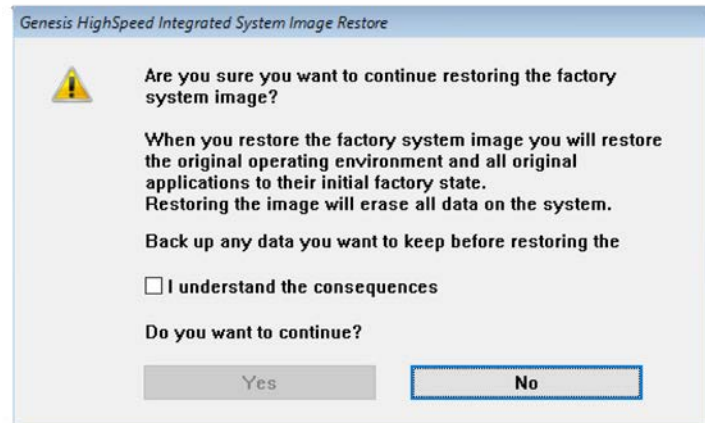 Genesis HighSpeed Integrated System Image Restore
Are you sure you want to continue restoring the factory
system image?
When you restore the factory system image you will restore
the original operating environment and all original
applications to their initial factory state.
Restoring the image will erase all data on the system.
Back up any data you want to keep before restoring the
I understand the consequences
Do you want to continue?
Yes
No